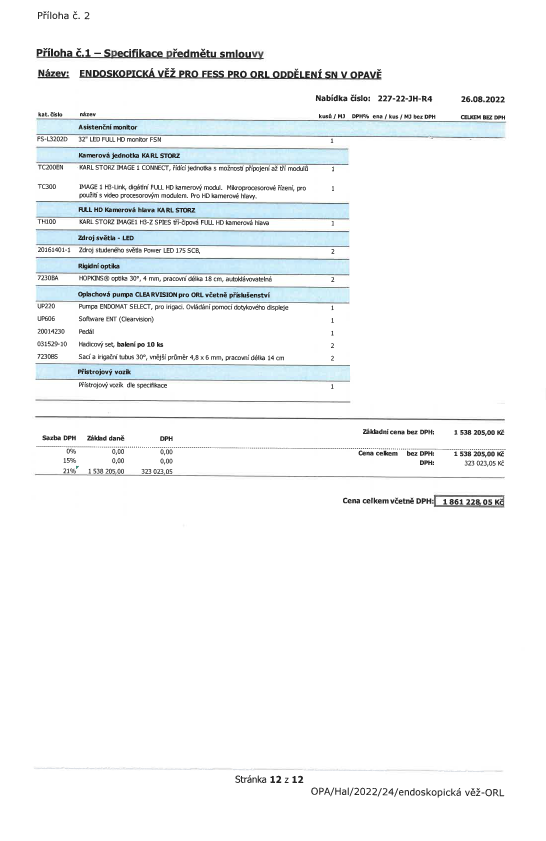 Příloha č. 2
Příloha č.1 – Specifikace předmětu smlouvy
Název: ENDOSKOPICKÁ VĚŽ PRO FESS PRO ORL ODDĚLENÍ SN V OPAVĚ
Nabídka číslo: 227-22-JH-R4 26.08.2022
kat. číslo název kusů / MJ DPH% ena / kus / MJ bez DPH CELKEM BEZ DPH
Asistenční monitor
FS-L3202D 32" LED FULL HD monitor FSN 1
Kamerová jednotka KARL STORZ
TC200EN KARL STORZ IMAGE 1 CONNECT, řídící jednotka s možností připojení až tří modulů 1
TC300 IMAGE 1 H3-Link, digitální FULL HD kamerový modul. Mikroprocesorové řízení, pro 1
použití s video procesorovým modulem. Pro HD kamerové hlavy.
FULL HD Kamerová hlava KARL STORZ
TH100 KARL STORZ IMAGE1 H3-Z SPIES tří-čipová FULL HD kamerová hlava 1
Zdroj světla - LED
20161401-1 Zdroj studeného světla Power LED 175 SCB, 2
Rigidní optika
7230BA HOPKINS® optika 30°, 4 mm, pracovní délka 18 cm, autoklávovatelná 2
Oplachová pumpa CLEARVISION pro ORL včetně příslušenství
UP220 Pumpa ENDOMAT SELECT, pro irigaci. Ovládání pomocí dotykového displeje 1
UP606 Software ENT (Clearvision) 1
20014230 Pedál 1
031529-10 Hadicový set, balení po 10 ks 2
7230BS Sací a irigační tubus 30°, vnější průměr 4,8 x 6 mm, pracovní délka 14 cm 2
Přístrojový vozík
Přístrojový vozík dle specifikace 1
Základní cena bez DPH: 1 538 205,00 Kč
Sazba DPH Základ daně DPH
0% 0,00 0,00 Cena celkem bez DPH: 1 538 205,00 Kč
15% 0,00 0,00 DPH: 323 023,05 Kč
21% 1 538 205,00 323 023,05
Cena celkem včetně DPH: 1 861 228,05 Kč
Stránka 12 z 12
OPA/Hal/2022/24/endoskopická věž-ORL